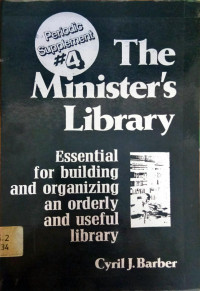 Periodic
Supplement
#4
The
Minister's
Library
Essential
for building
and organizing
an orderly
and useful
library
Cyril J. Barber